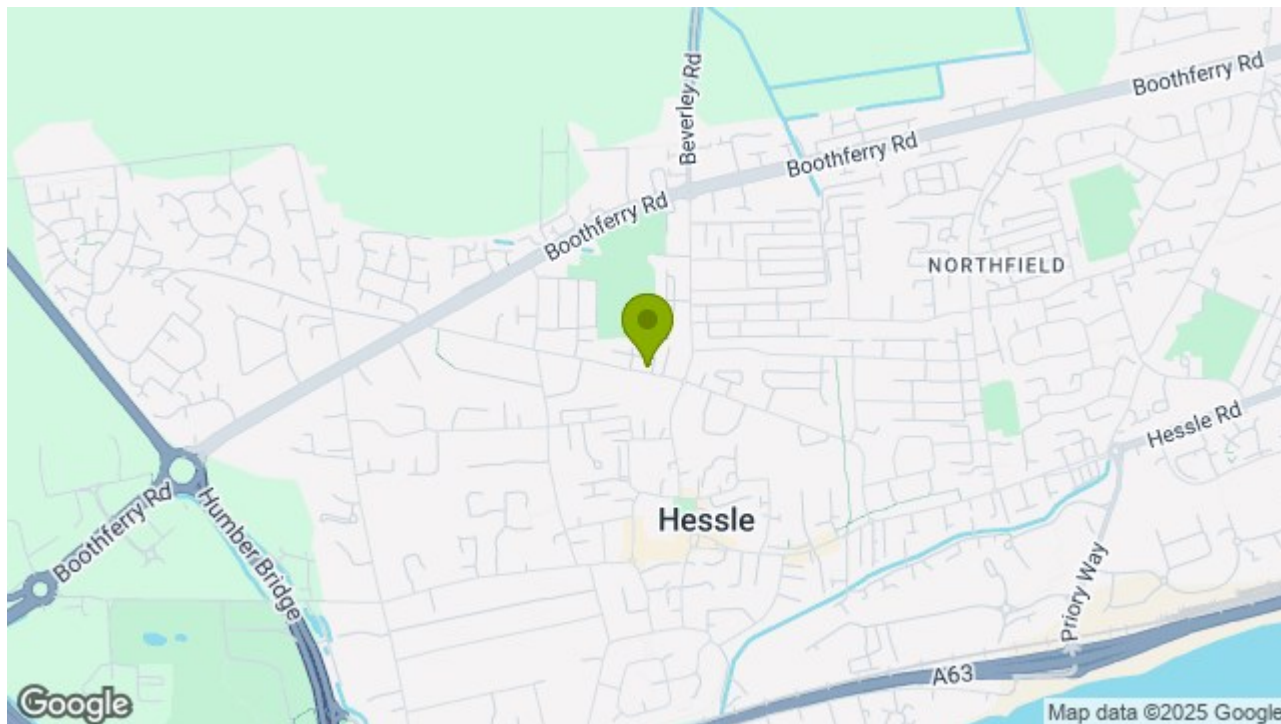 Boothferry Rd
Beverley Rd
Boothferry Rd
Boothferry Rd
NORTHFIELD
Hessle Rd
Boothferry Rd
Humber Bridge
Hessle
Priory Way
A63
Google
Map data ©2025 Google